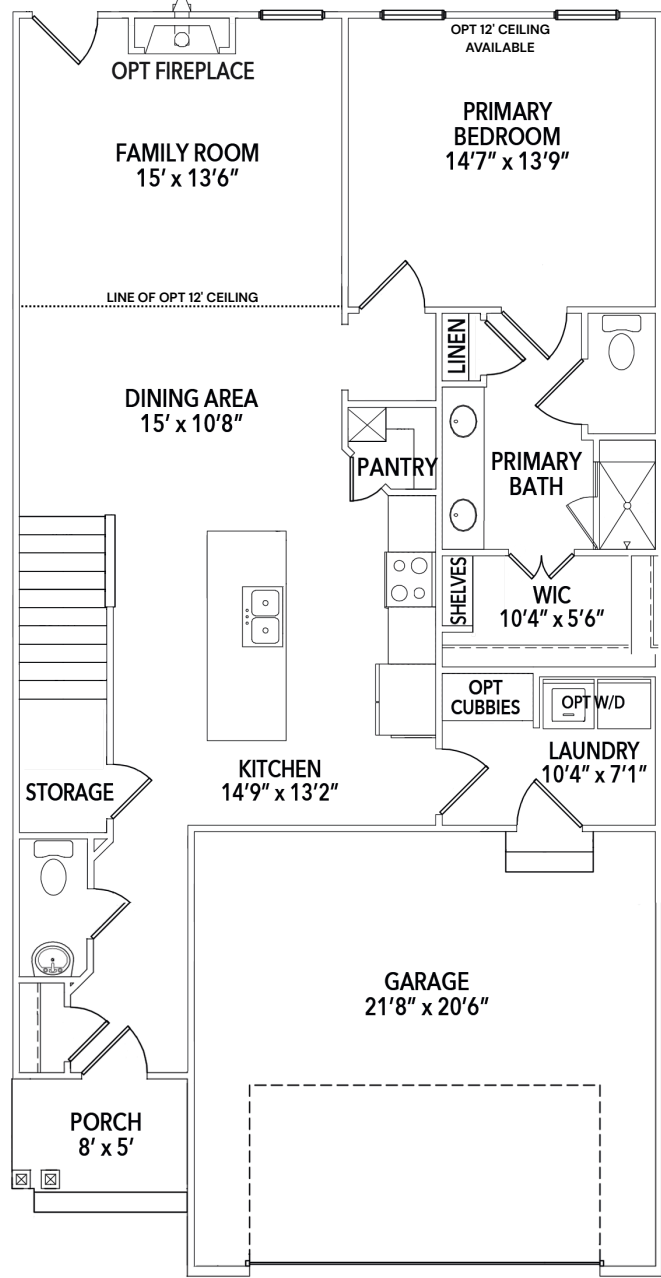 OPT 12' CEILING
AVAILABLE
OPT FIREPLACE
PRIMARY
BEDROOM
14'7" x 13'9"
FAMILY ROOM
15' x 13'6"
LINE OF OPT 12' CEILING
LINEN
DINING AREA
15' x 10'8"
PANTRY
PRIMARY
BATH
SHELVES
WIC
10'4" x 5'6"
OPT
CUBBIES
OPT W/D
LAUNDRY
10'4" x 7'1"
KITCHEN
14'9" x 13'2"
STORAGE
GARAGE
21'8" x 20'6"
PORCH
8' x 5'